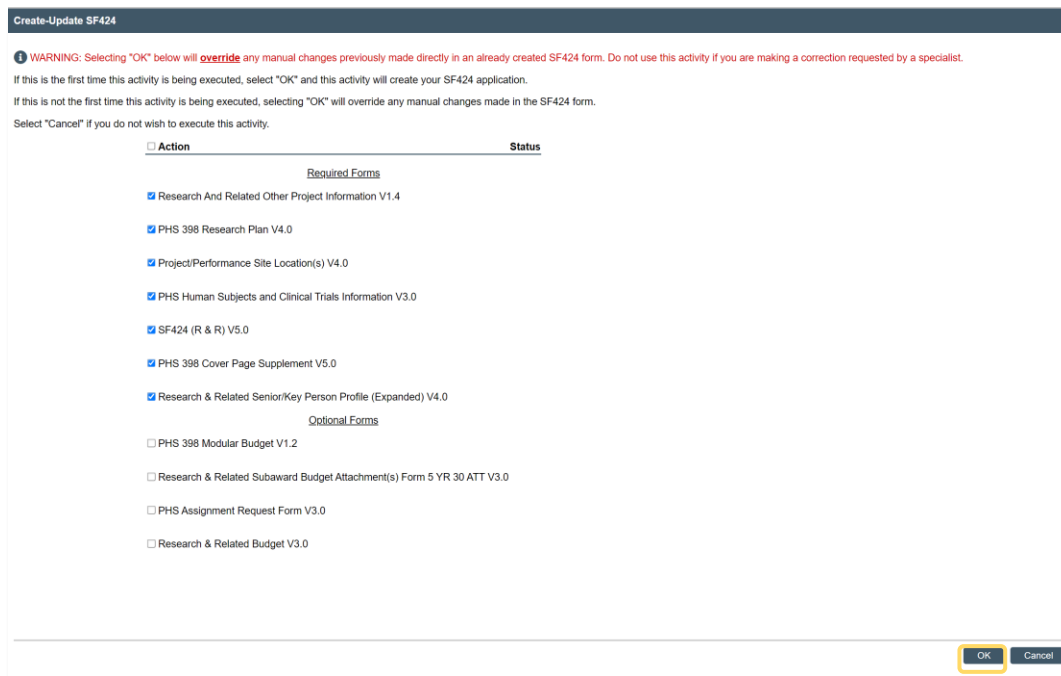 Create-Update SF424
WARNING: Selecting "OK" below will override any manual changes previously made directly in an already created SF424 form. Do not use this activity if you are making a correction requested by a specialist.
If this is the first time this activity is being executed, select "OK" and this activity will create your SF424 application.
If this is not the first time this activity is being executed, selecting "OK" will override any manual changes made in the SF424 form.
Select "Cancel" if you do not wish to execute this activity.
Action Status
Required Forms
Research And Related Other Project Information V1.4
PHS 398 Research Plan V4.0
Project/Performance Site Location(s) V4.0
PHS Human Subjects and Clinical Trials Information V3.0
SF424 (R & R) V5.0
PHS 398 Cover Page Supplement V5.0
Research & Related Senior/Key Person Profile (Expanded) V4.0
Optional Forms
PHS 398 Modular Budget V1.2
Research & Related Subaward Budget Attachment(s) Form 5 YR 30 ATT V3.0
PHS Assignment Request Form V3.0
Research & Related Budget V3.0
OK Cancel